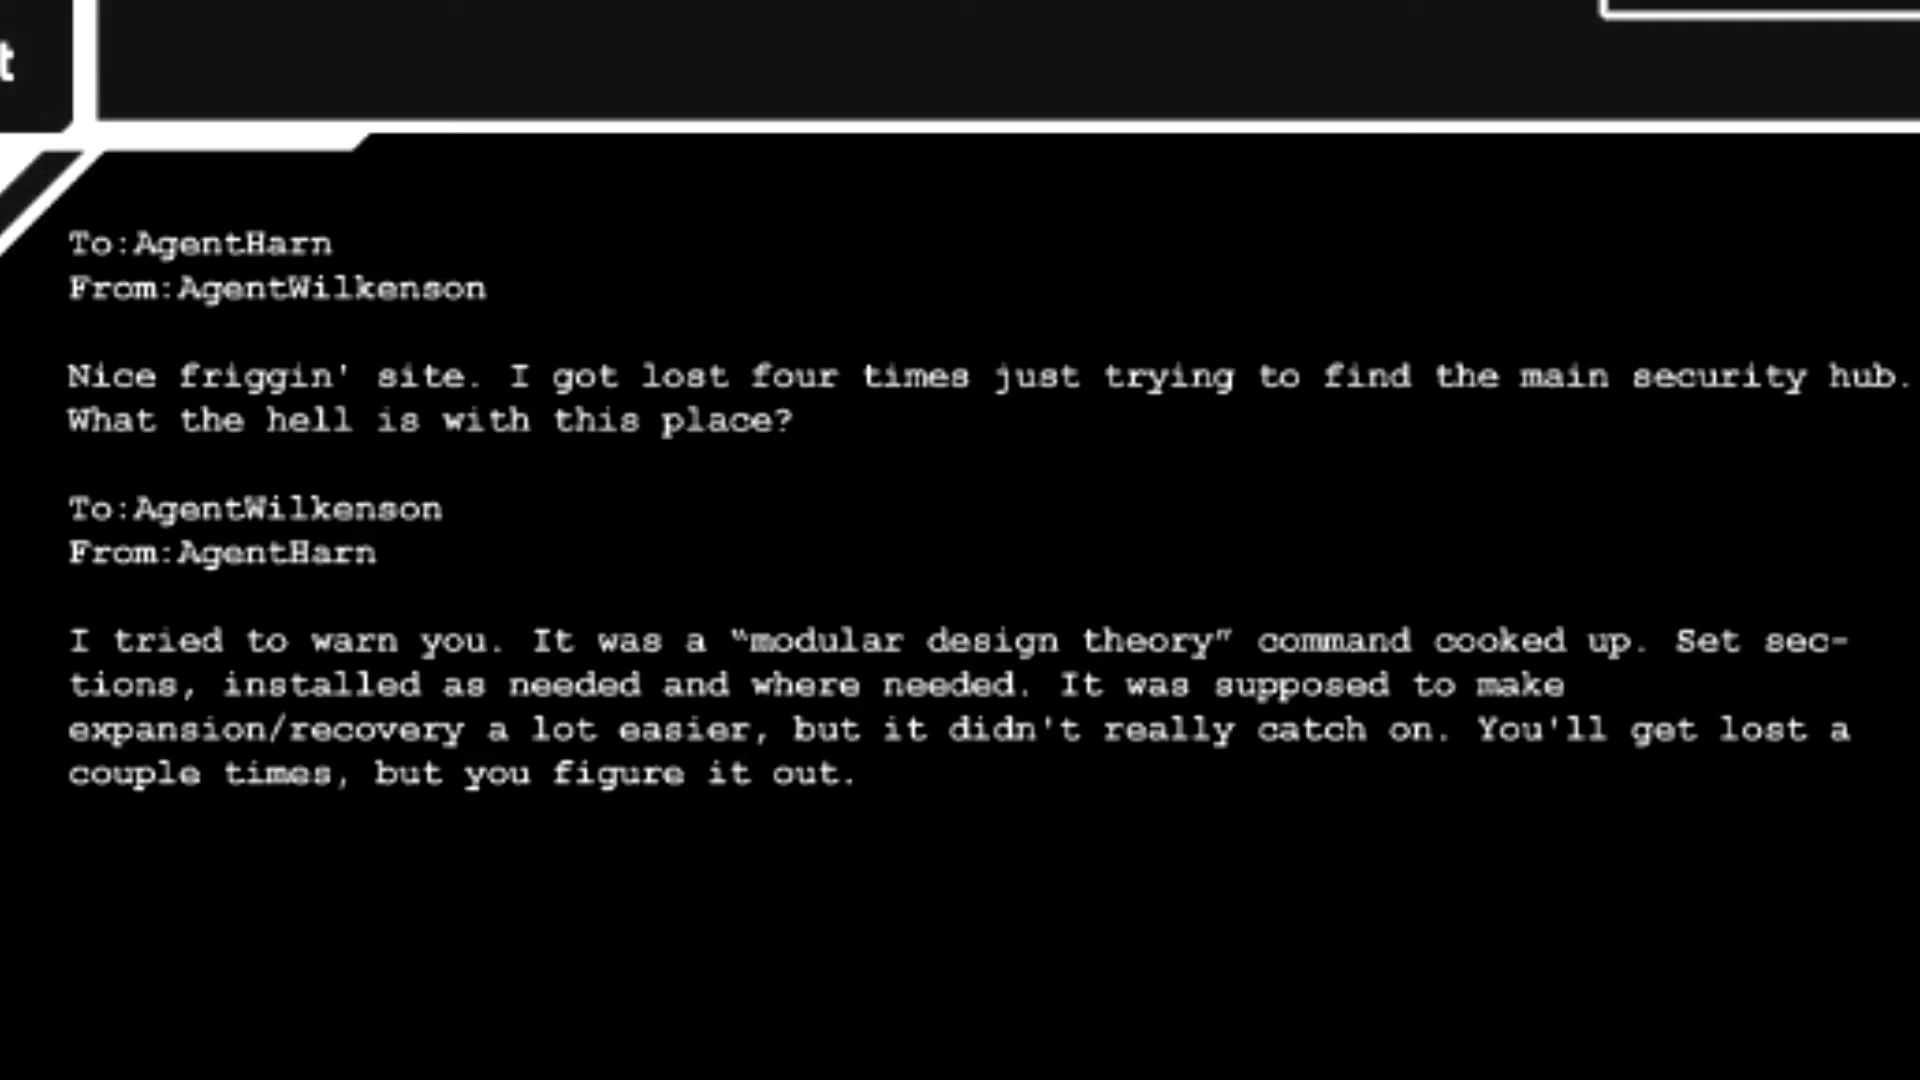 t
To:AgentHarn
From:AgentWilkenson
Nice friggin' site. I got lost four times just trying to find the main security hub.
What the hell is with this place?
To:AgentWilkenson
From:AgentHarn
I tried to warn you. It was a “modular design theory” command cooked up. Set sec-
tions, installed as needed and where needed. It was supposed to make
expansion/recovery a lot easier, but it didn't really catch on. You'll get lost a
couple times, but you figure it out.